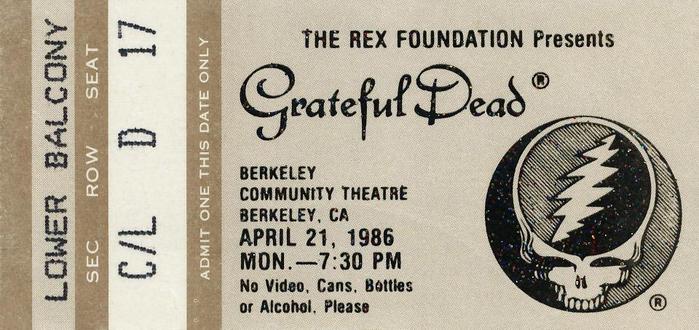 LOWER BALCONY
SEC ROW SEAT
C/L D 17
ADMIT ONE THIS DATE ONLY
THE REX FOUNDATION Presents
Grateful Dead®
BERKELEY
COMMUNITY THEATRE
BERKELEY, CA
APRIL 21, 1986
MON.—7:30 PM
No Video, Cans, Bottles
or Alcohol, Please
®